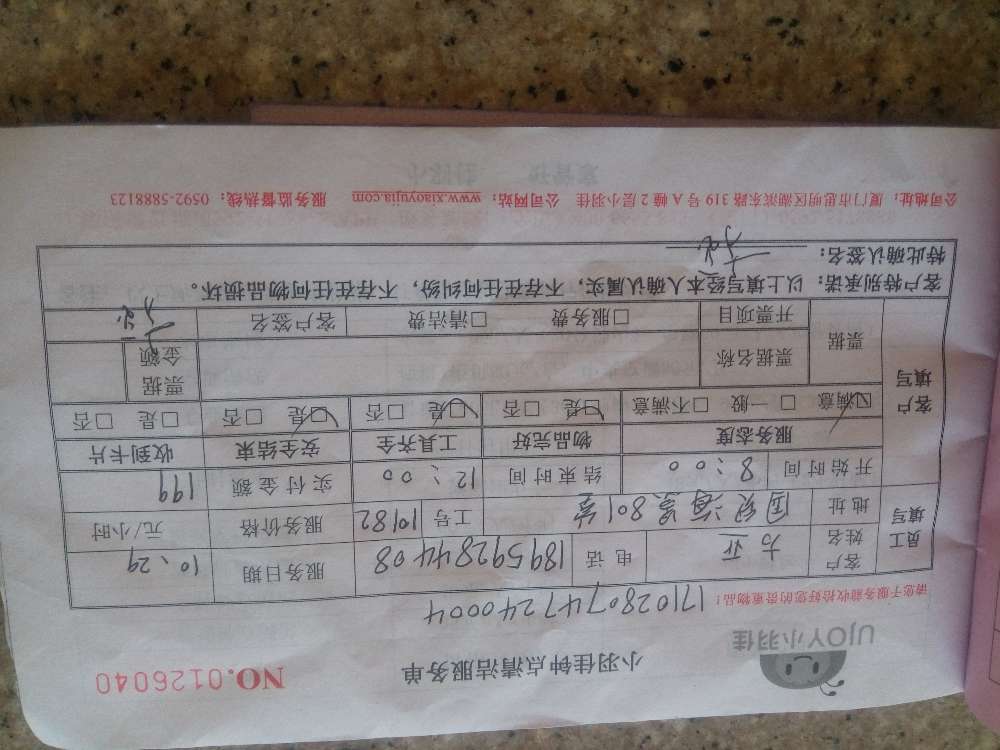 UJOY小羽佳
小羽佳钟点清洁服务单
NO.0126040
请您于服务前收拾好您的贵重物品！
1710280747240004
员工填写 客户姓名 电话 18959284408 服务日期 10、29
地址 国贸海景801室 工号 10182 服务价格 元/小时
开始时间 8：00 结束时间 12：00 实付金额 199
客户填写 服务态度 物品完好 工具齐全 安全结束 收到卡片
☑满意 □一般 □不满意 ☑是 □否 ☑是 □否 ☑是 □否 □是 □否
票据 票据名称 票据金额
开票项目 □服务费 □清洁费 客户签名
客户特别承诺：以上填写经本人确认属实，不存在任何纠纷，不存在任何物品损坏。
特此确认签名：
公司地址：厦门市思明区湖滨东路319号A幢2层小羽佳 公司网站：www.xiaoyujia.com 服务监督热线：0592-5888123